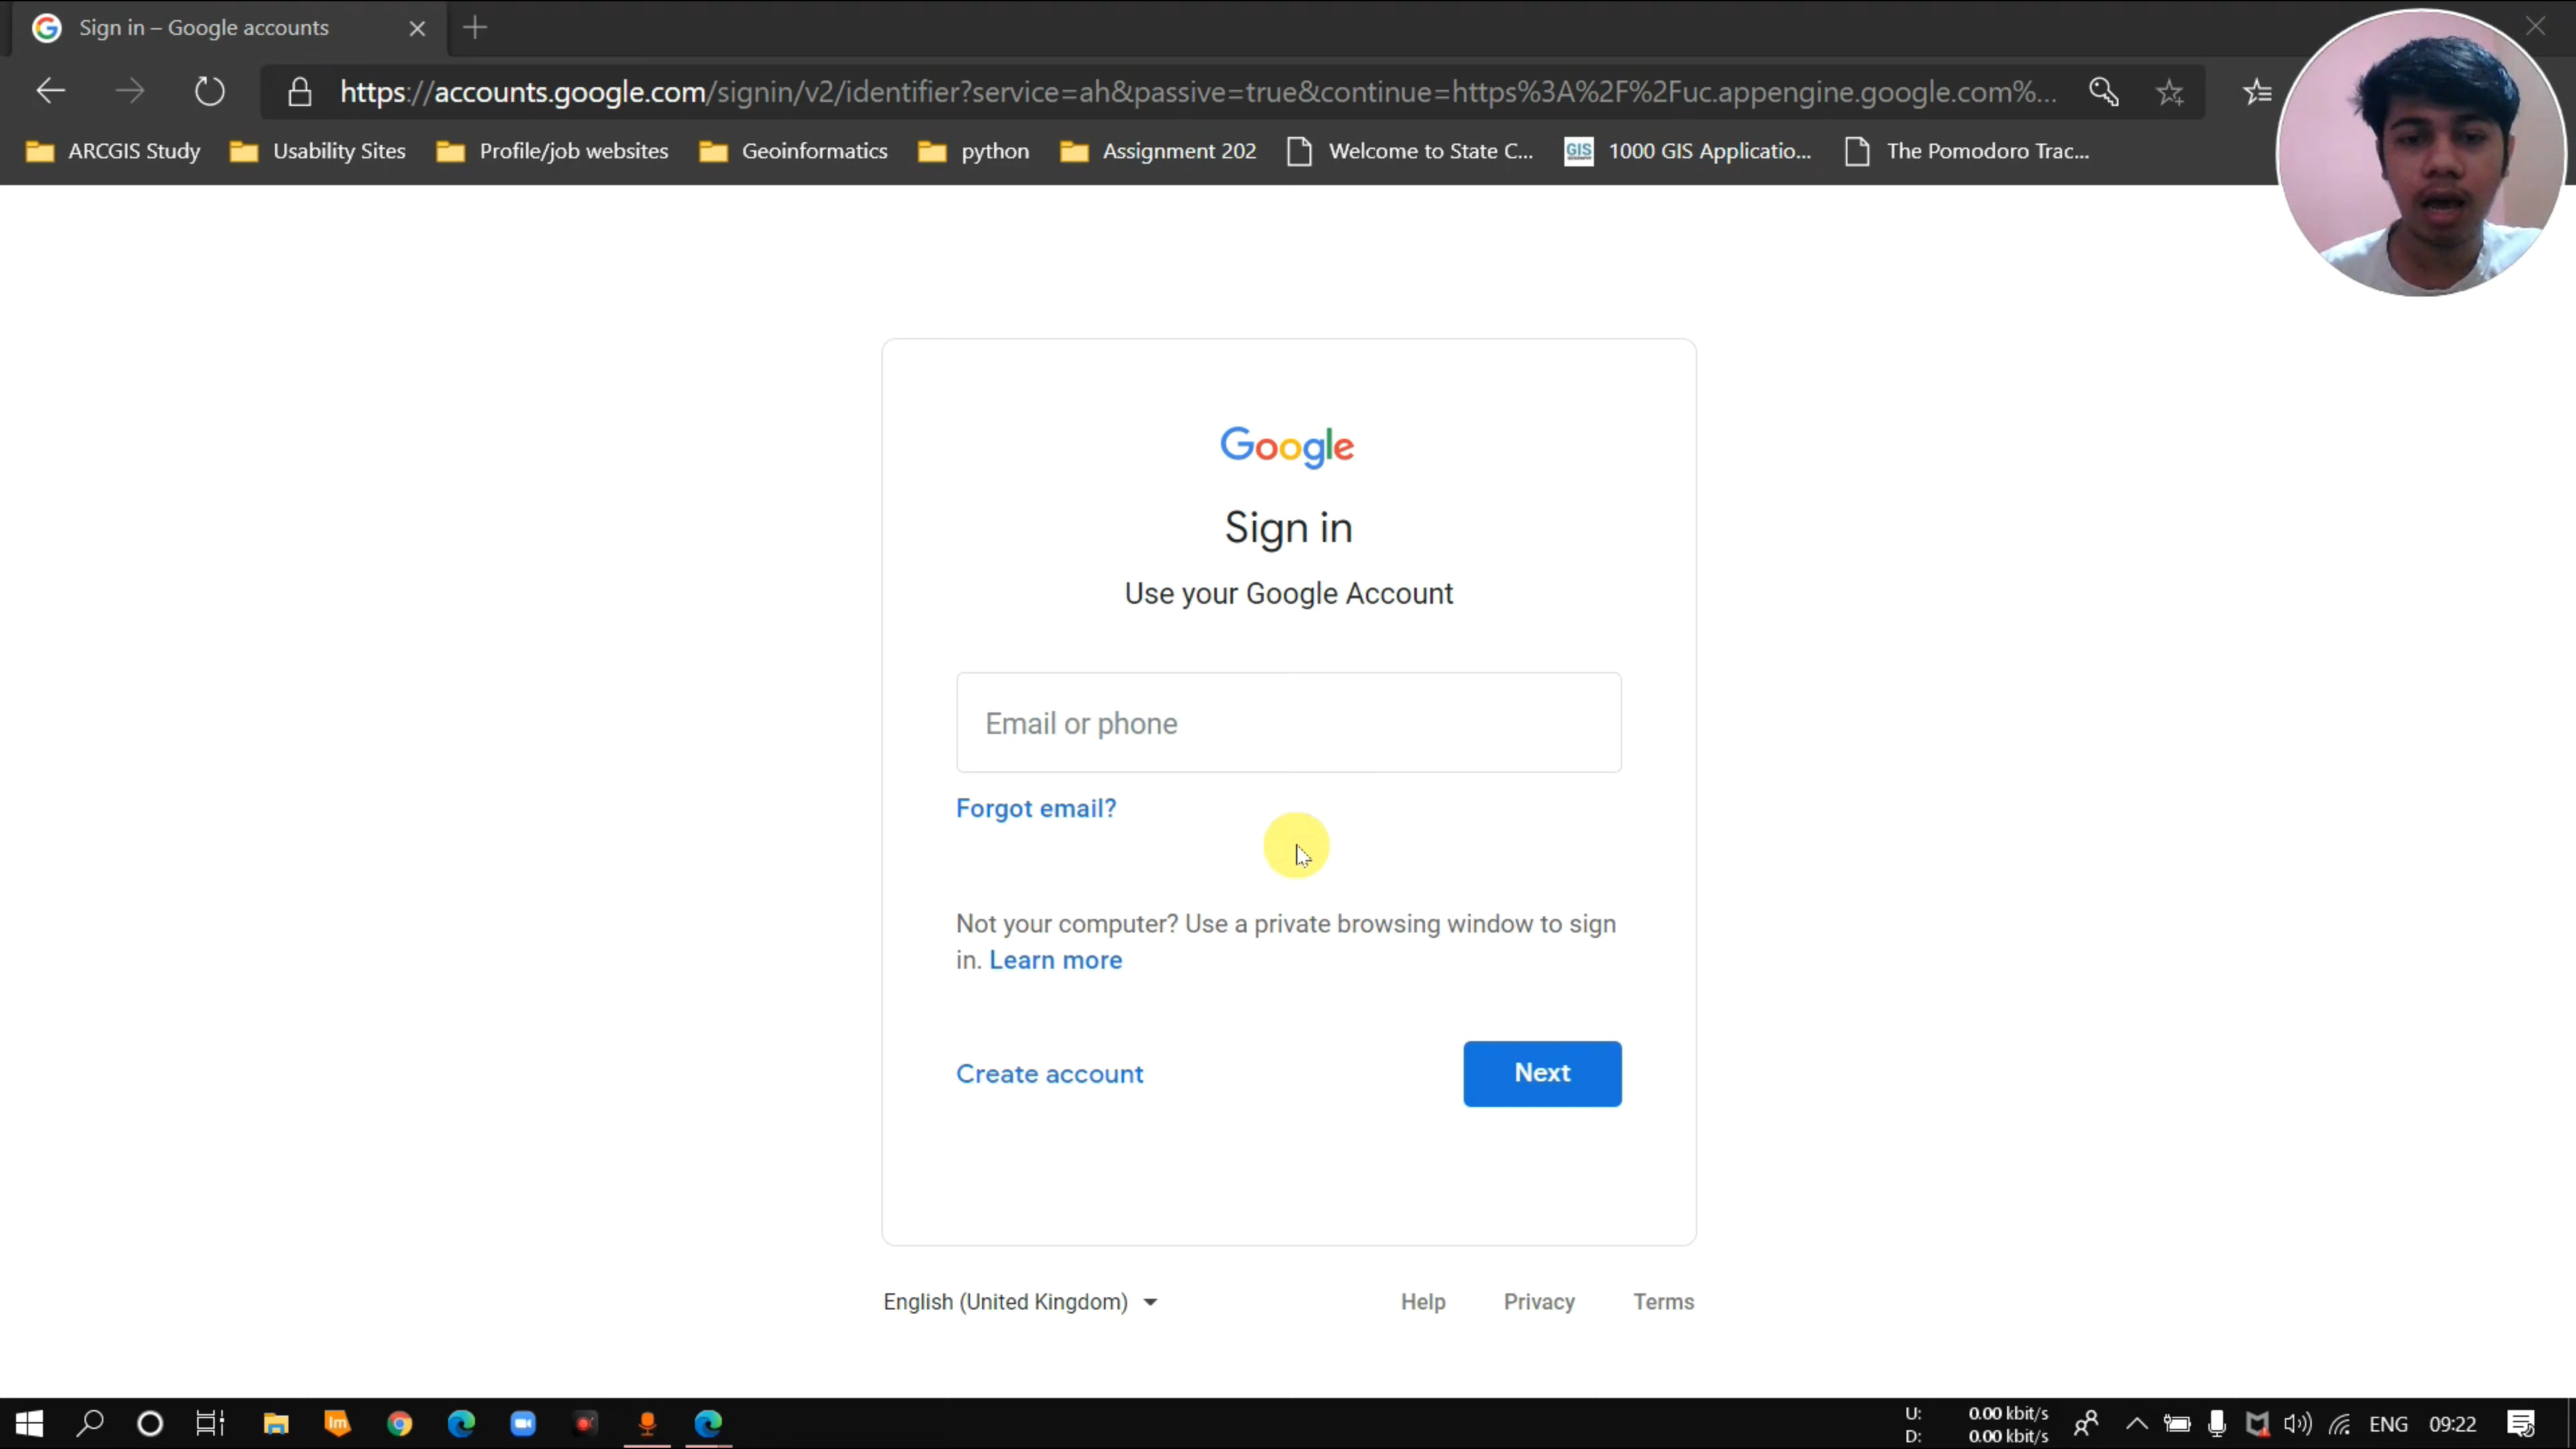 Sign in – Google accounts
https://accounts.google.com/signin/v2/identifier?service=ah&passive=true&continue=https%3A%2F%2Fuc.appengine.google.com%...
ARCGIS Study Usability Sites Profile/job websites Geoinformatics python Assignment 202 Welcome to State C... GIS 1000 GIS Applicatio... The Pomodoro Trac...
Google
Sign in
Use your Google Account
Email or phone
Forgot email?
Not your computer? Use a private browsing window to sign
in. Learn more
Create account Next
English (United Kingdom) Help Privacy Terms
U: 0.00 kbit/s
D: 0.00 kbit/s
lm
ENG 09:22